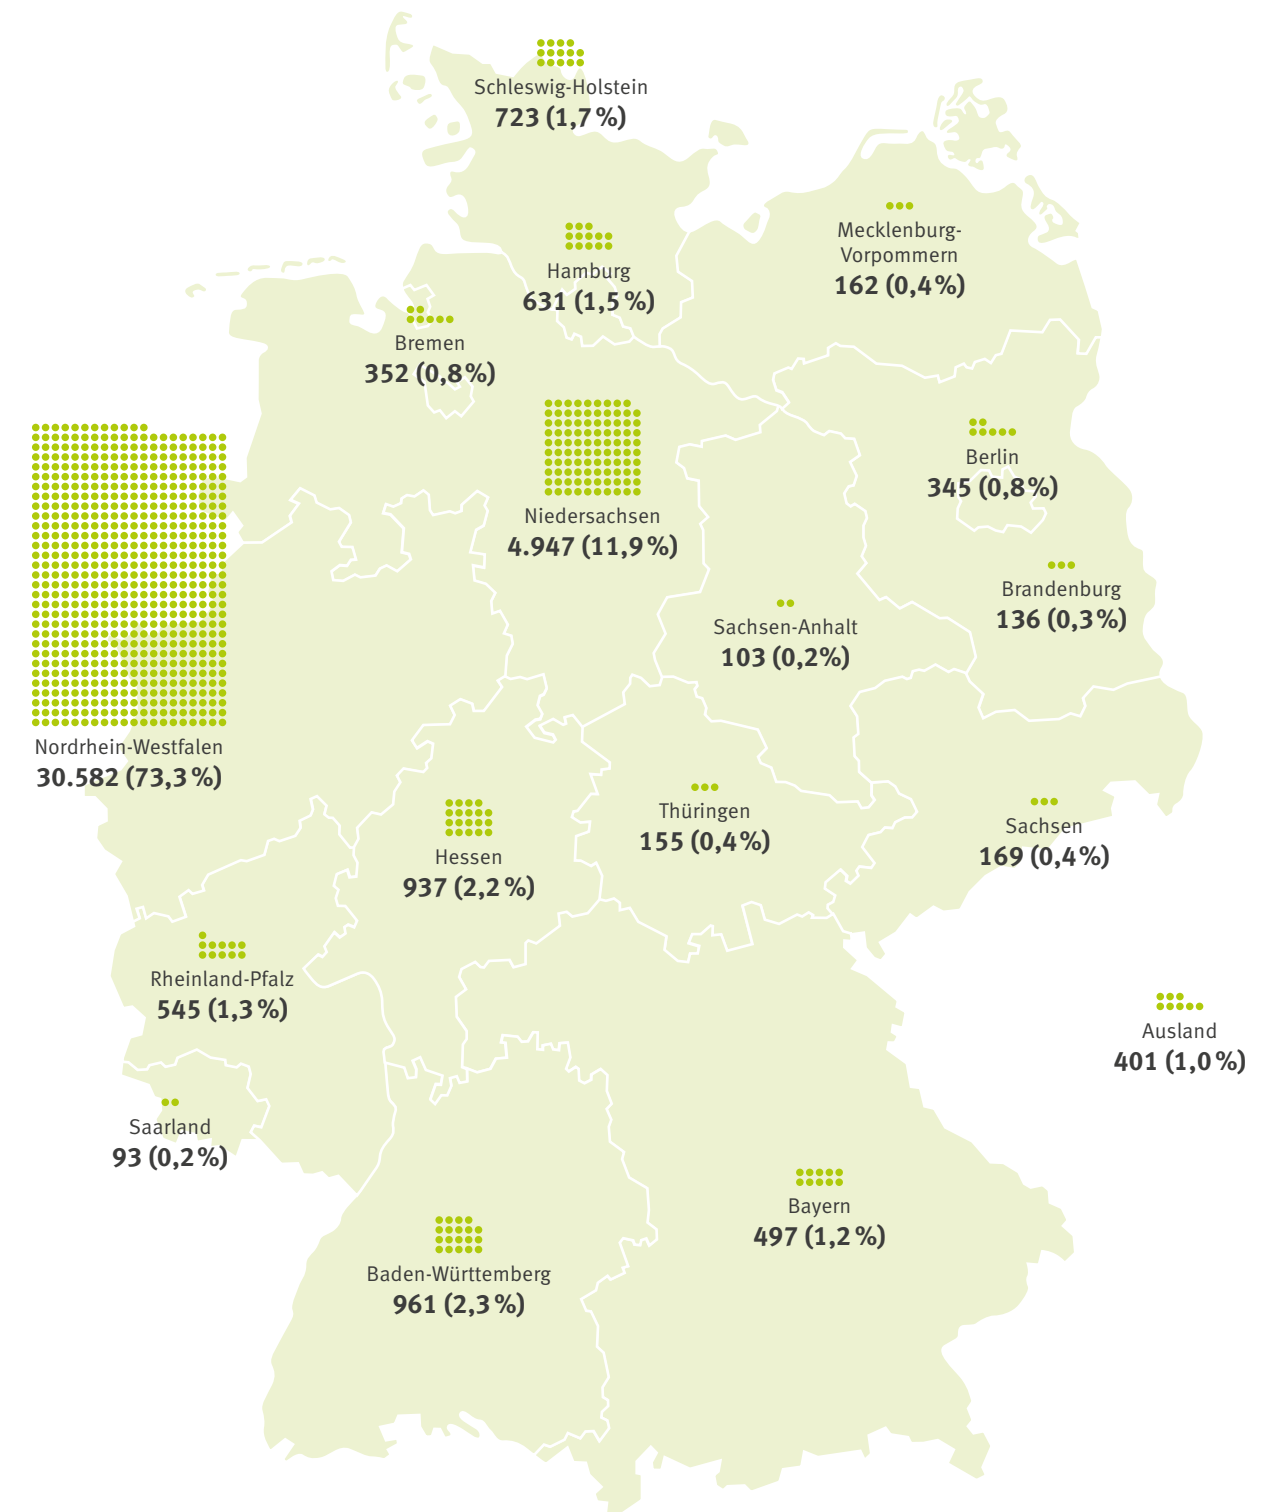 Schleswig-Holstein
723 (1,7 %)
Mecklenburg-
Vorpommern
162 (0,4 %)
Hamburg
631 (1,5 %)
Bremen
352 (0,8 %)
Berlin
345 (0,8 %)
Niedersachsen
4.947 (11,9 %)
Brandenburg
136 (0,3 %)
Sachsen-Anhalt
103 (0,2 %)
Nordrhein-Westfalen
30.582 (73,3 %)
Thüringen
155 (0,4 %)
Sachsen
169 (0,4 %)
Hessen
937 (2,2 %)
Rheinland-Pfalz
545 (1,3 %)
Ausland
401 (1,0 %)
Saarland
93 (0,2 %)
Bayern
497 (1,2 %)
Baden-Württemberg
961 (2,3 %)